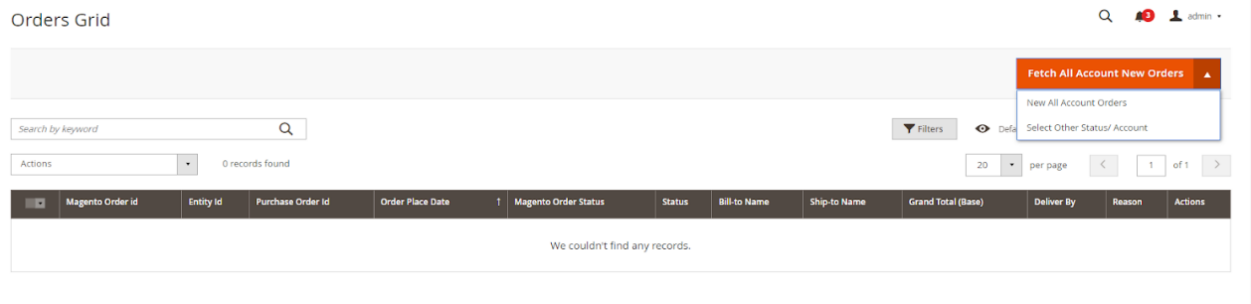 Orders Grid
3
admin
Fetch All Account New Orders
New All Account Orders
Select Other Status/ Account
Search by keyword
Filters
Actions
0 records found
20
per page
1
of 1
Magento Order id Entity Id Purchase Order Id Order Place Date Magento Order Status Status Bill-to Name Ship-to Name Grand Total (Base) Deliver By Reason Actions
We couldn't find any records.